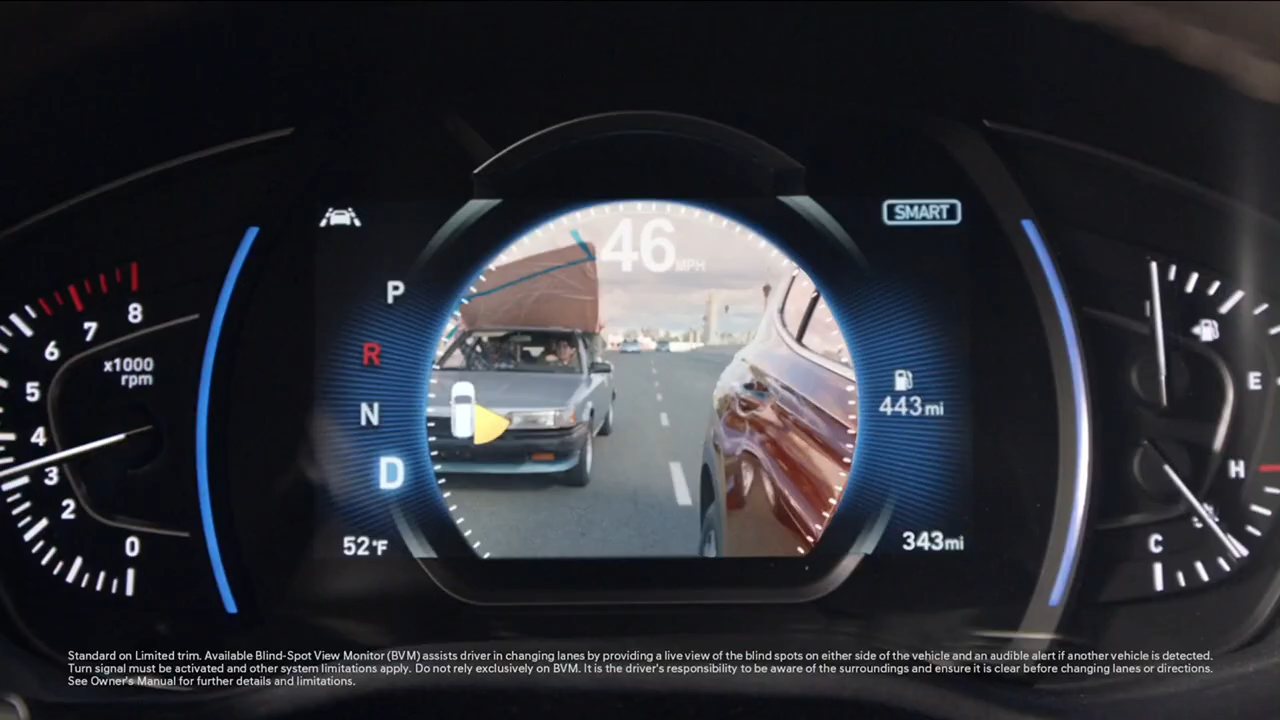 46 MPH
SMART
P
R
N
D
8
7
6
5
4
3
2
0
x1000
rpm
443mi
E
H
C
52°F
343mi
Standard on Limited trim. Available Blind-Spot View Monitor (BVM) assists driver in changing lanes by providing a live view of the blind spots on either side of the vehicle and an audible alert if another vehicle is detected.
Turn signal must be activated and other system limitations apply. Do not rely exclusively on BVM. It is the driver's responsibility to be aware of the surroundings and ensure it is clear before changing lanes or directions.
See Owner's Manual for further details and limitations.